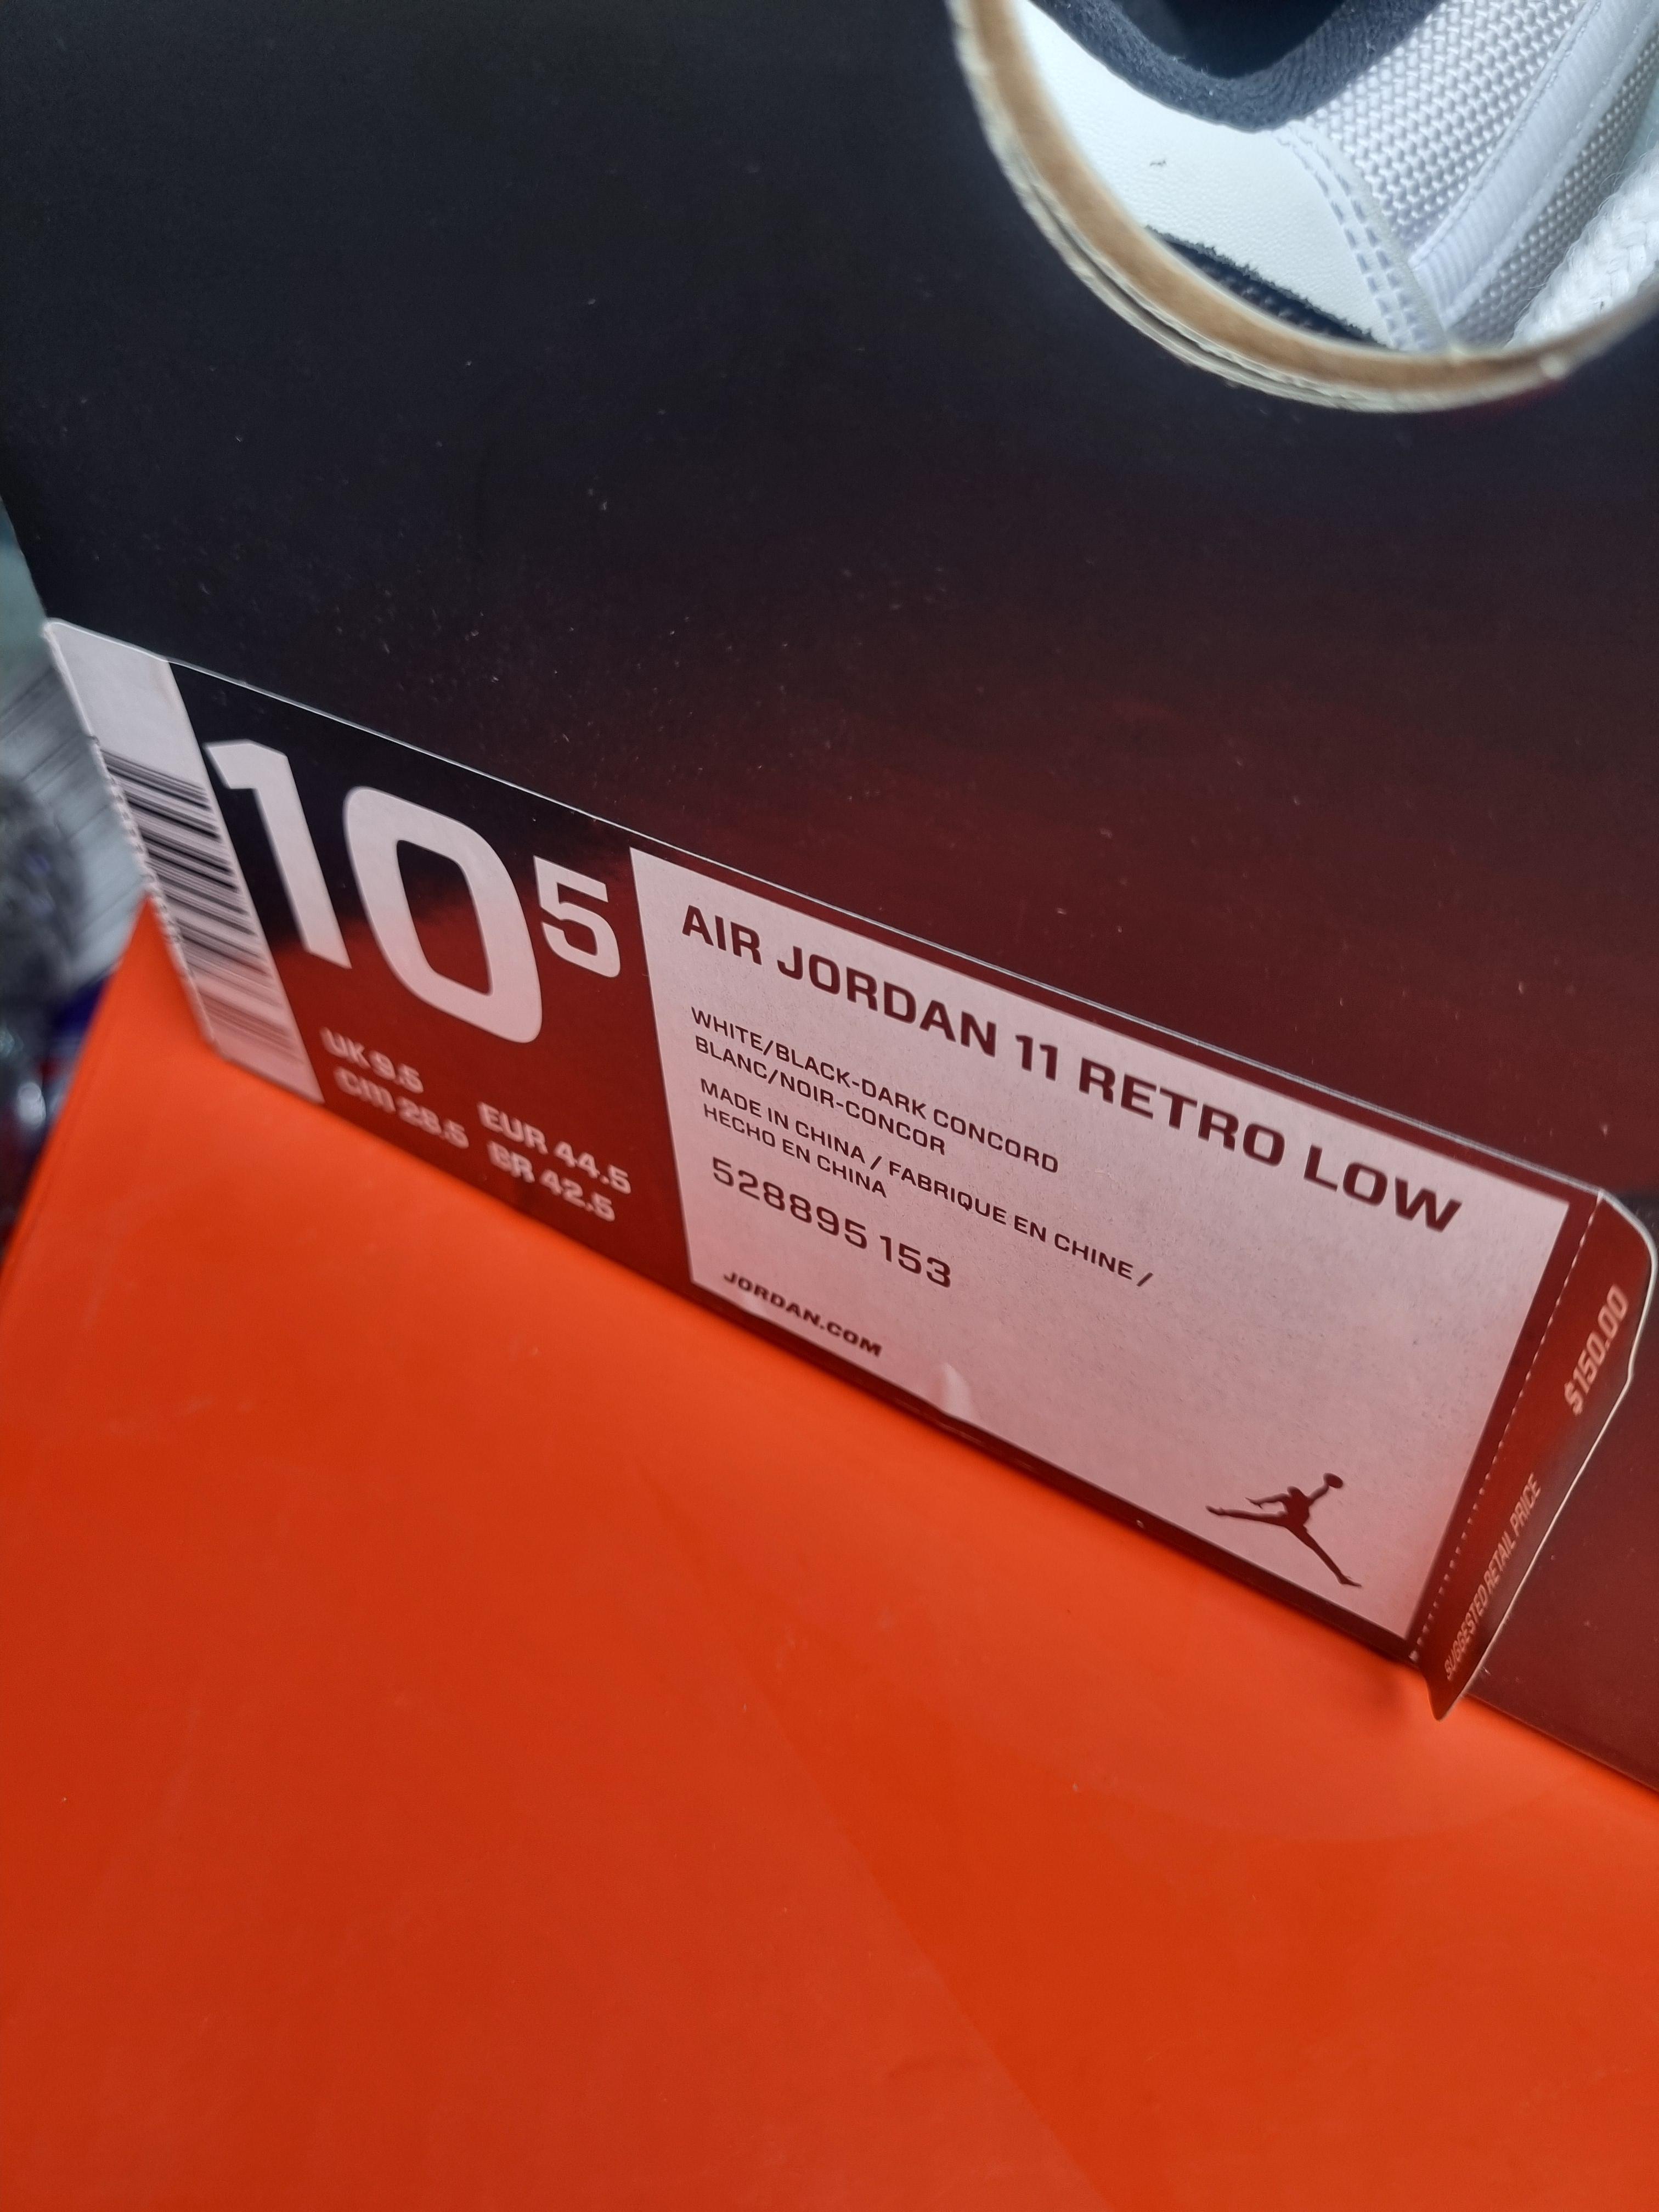 10 5
UK 9.5
EUR 44.5
cm 28.5
BR 42.5
AIR JORDAN 11 RETRO LOW
WHITE/BLACK-DARK CONCORD
BLANC/NOIR-CONCOR
MADE IN CHINA / FABRIQUE EN CHINE /
HECHO EN CHINA
528895 153
JORDAN.COM
$150.00
SUGGESTED RETAIL PRICE